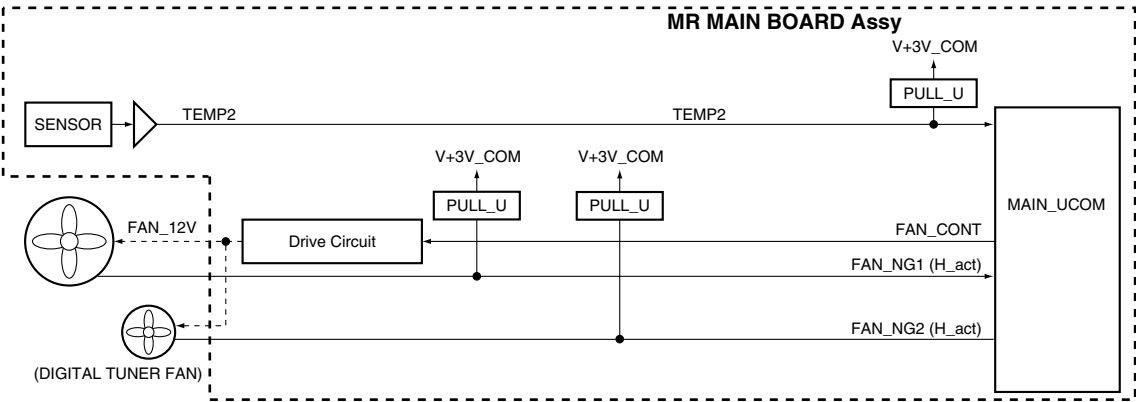 MR MAIN BOARD Assy
V+3V_COM
PULL_U
SENSOR
TEMP2
TEMP2
V+3V_COM
V+3V_COM
PULL_U
PULL_U
MAIN_UCOM
FAN_12V
Drive Circuit
FAN_CONT
FAN_NG1 (H_act)
FAN_NG2 (H_act)
(DIGITAL TUNER FAN)